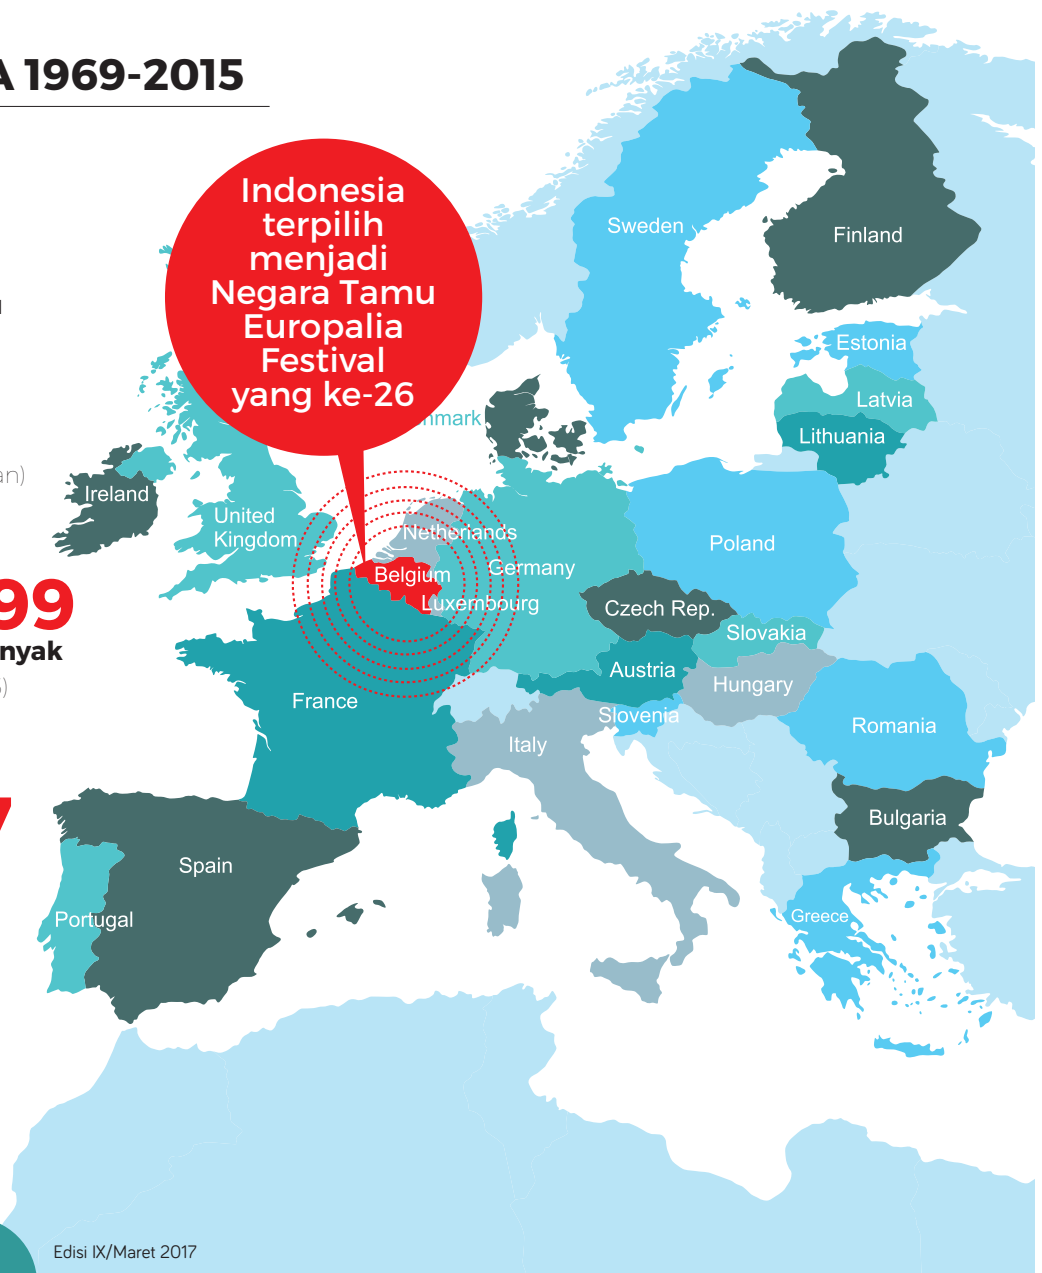 A 1969-2015
Indonesia
terpilih
menjadi
Negara Tamu
Europalia
Festival
yang ke-26
an)
99
nyak
)
7
Sweden
Finland
Estonia
Latvia
Lithuania
nmark
Ireland
United
Kingdom
Netherlands
Belgium
Germany
Luxembourg
Poland
Czech Rep.
Slovakia
Austria
Hungary
France
Slovenia
Italy
Romania
Bulgaria
Spain
Portugal
Greece
Edisi IX/Maret 2017